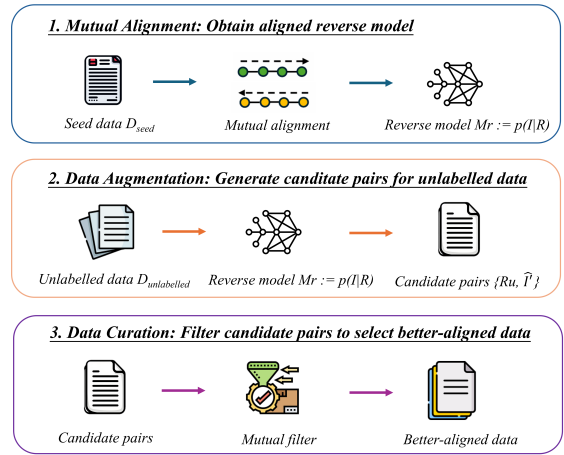 1. Mutual Alignment: Obtain aligned reverse model
Seed data D_seed
Mutual alignment
Reverse model Mr := p(I|R)
2. Data Augmentation: Generate canditate pairs for unlabelled data
Unlabelled data D_unlabelled
Reverse model Mr := p(I|R)
Candidate pairs {Ru, Î'}
3. Data Curation: Filter candidate pairs to select better-aligned data
Candidate pairs
Mutual filter
Better-aligned data